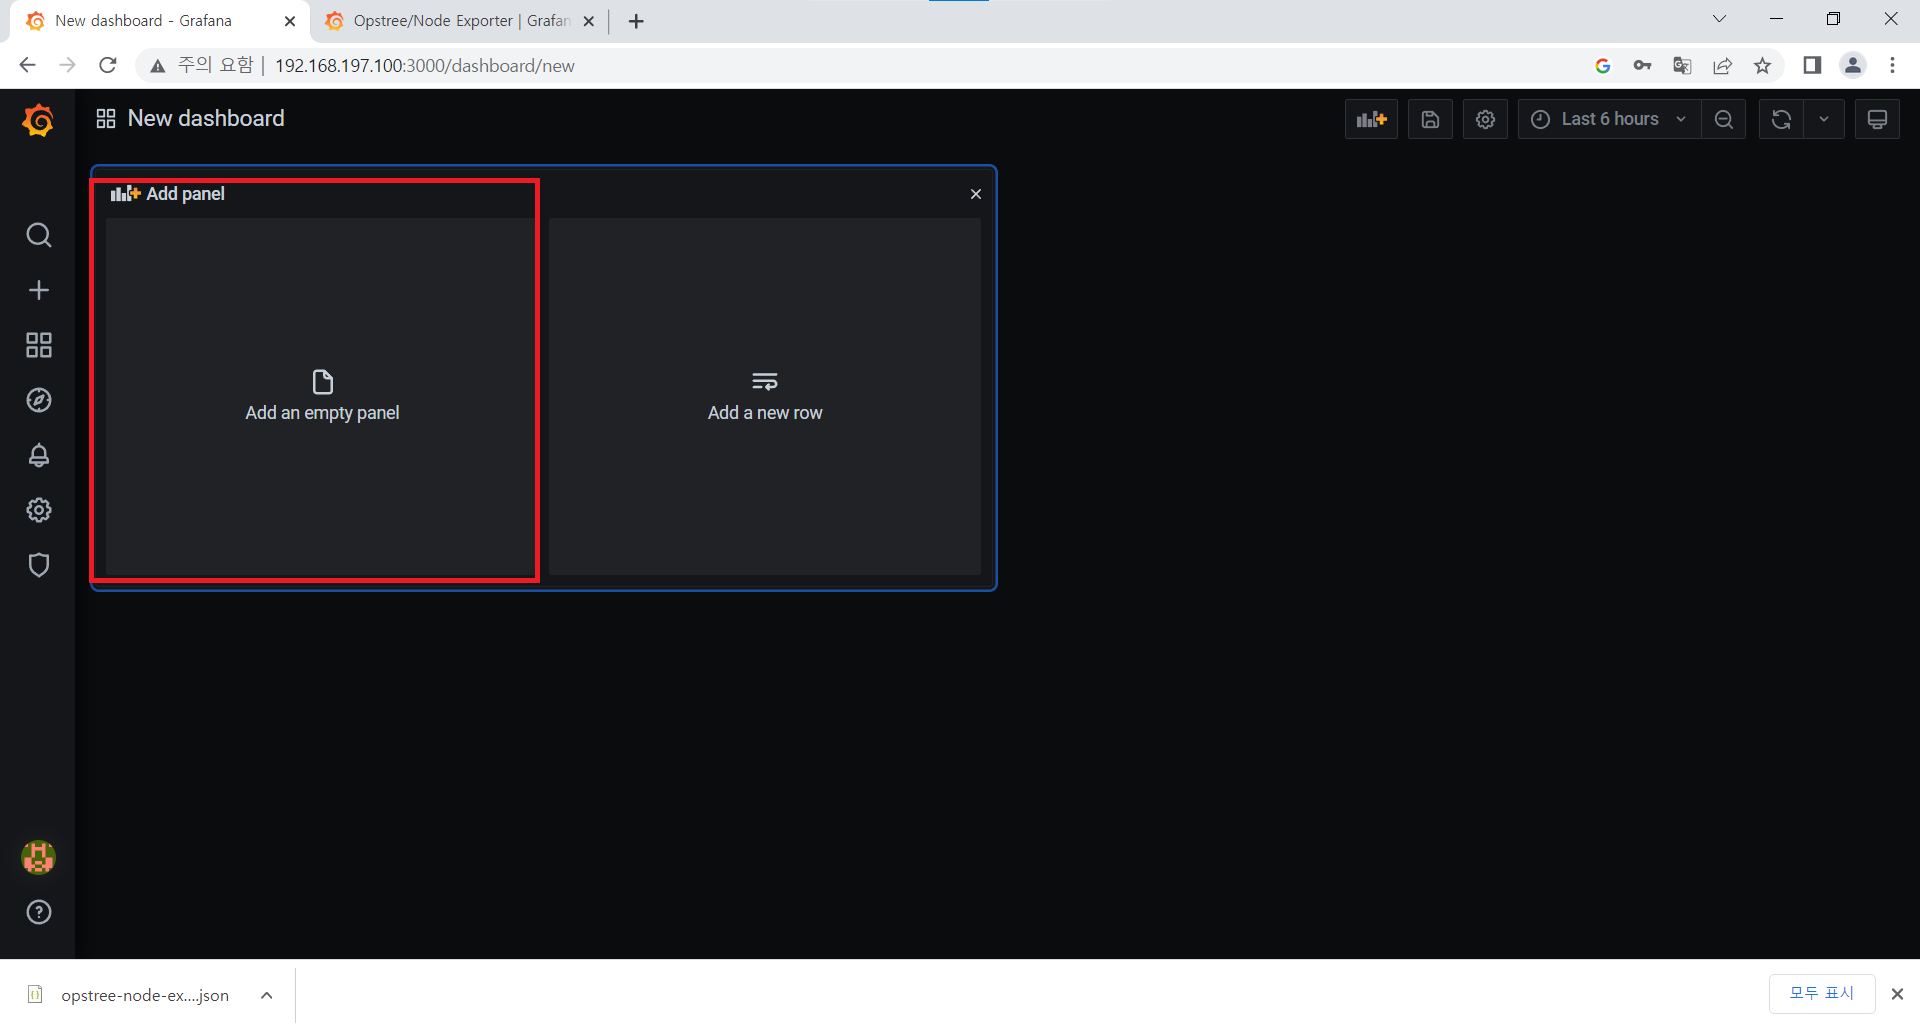 New dashboard - Grafana
Opstree/Node Exporter | Grafan
주의 요함 | 192.168.197.100:3000/dashboard/new
New dashboard
Last 6 hours
Add panel
Add an empty panel
Add a new row
opstree-node-ex....json
모두 표시